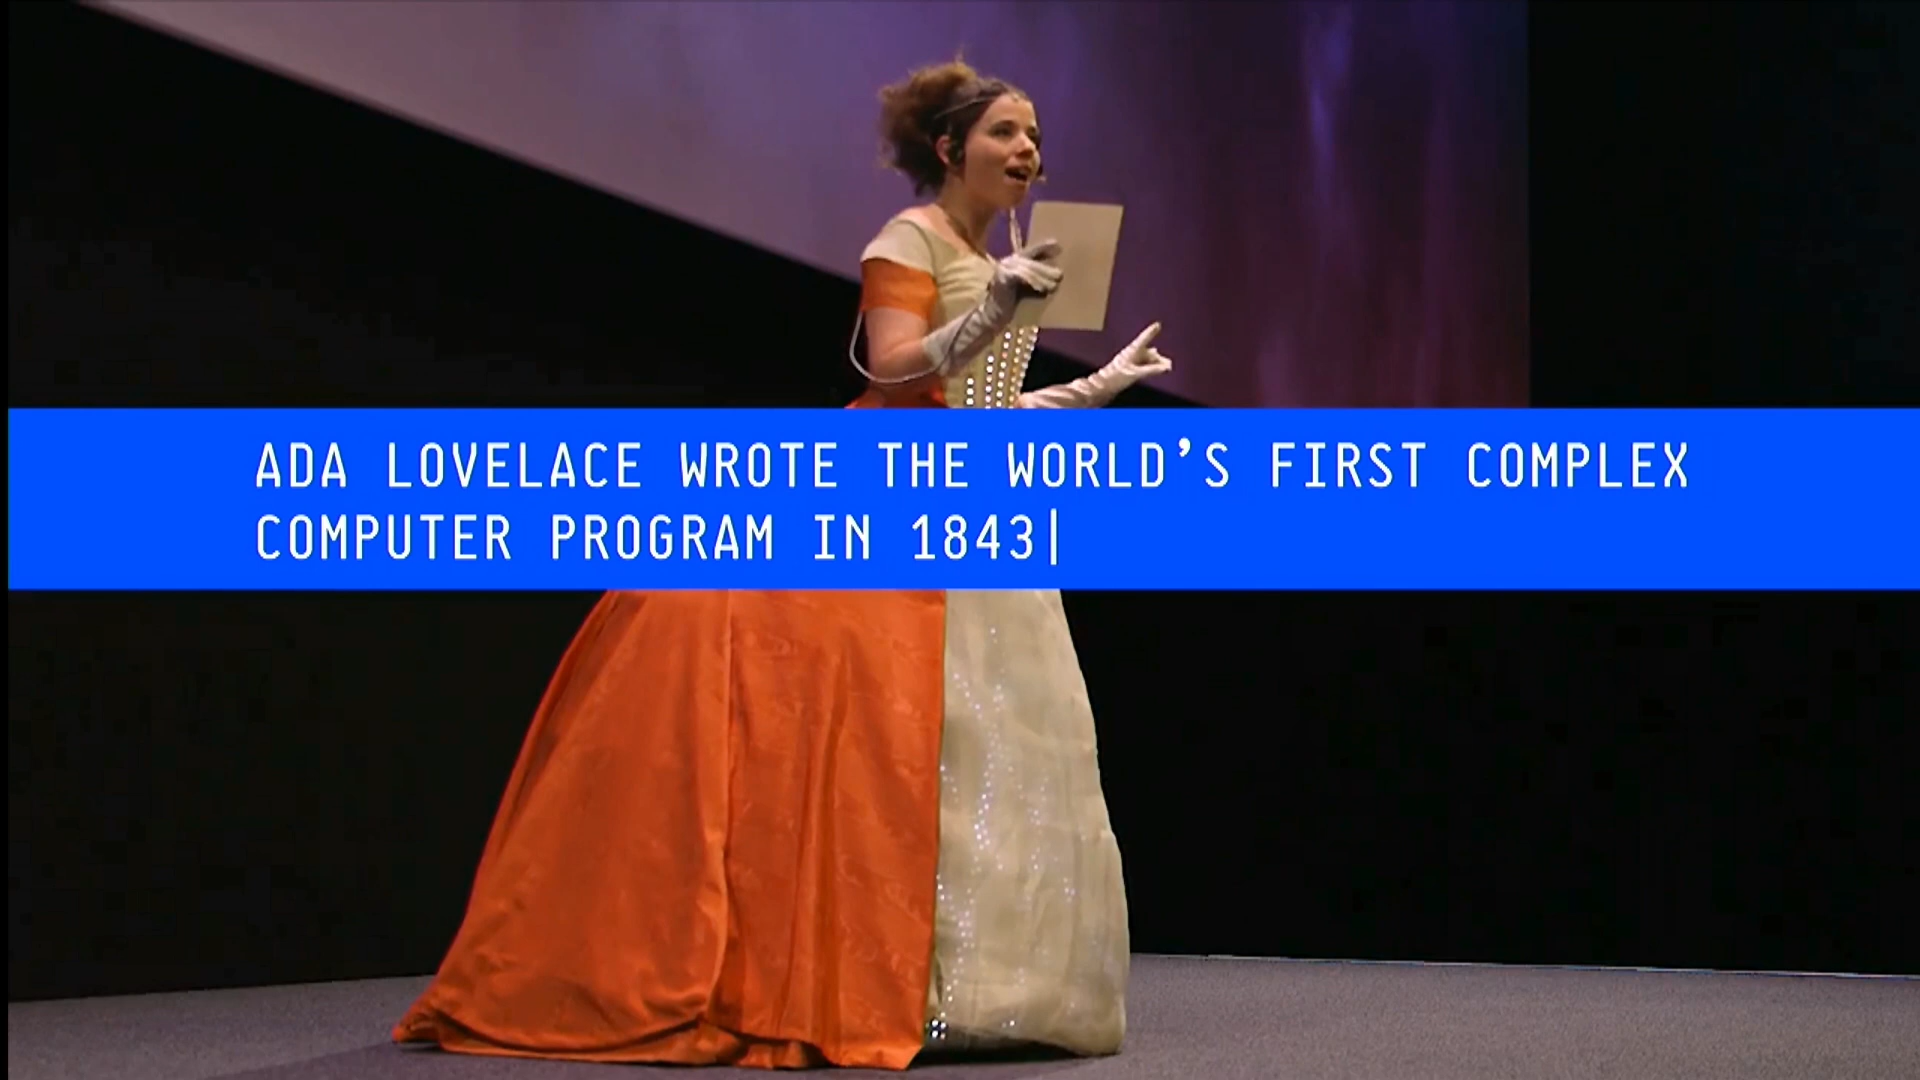 ADA LOVELACE WROTE THE WORLD’S FIRST COMPLEX
COMPUTER PROGRAM IN 1843|